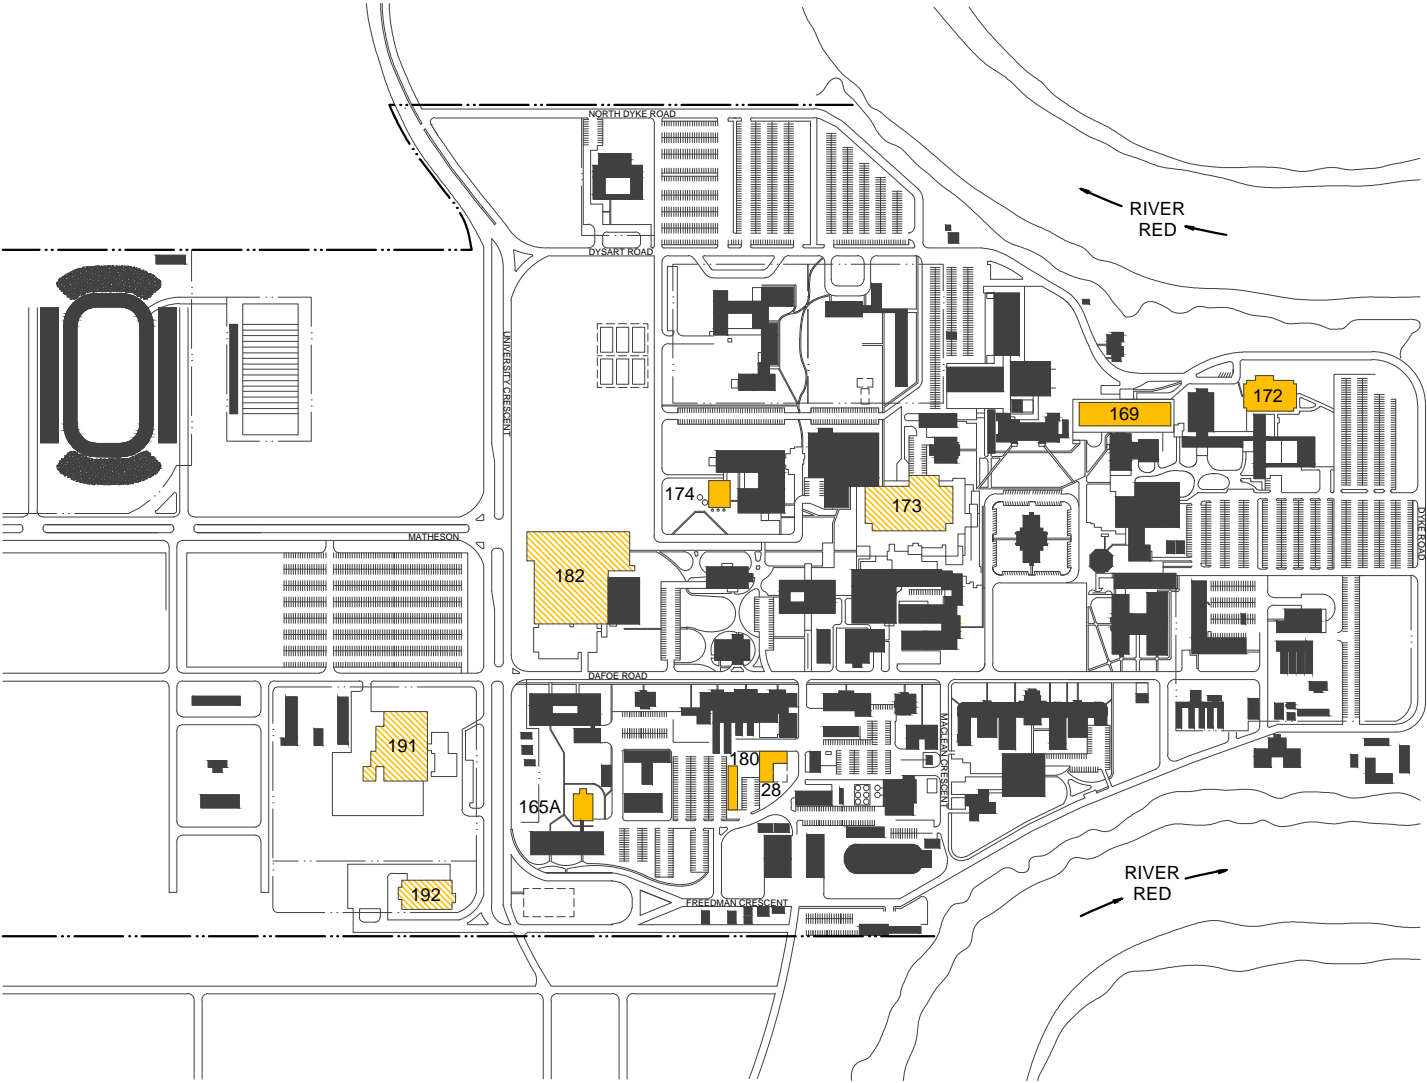 NORTH DYKE ROAD
RIVER
RED
DYSART ROAD
UNIVERSITY CRESCENT
172
169
174
173
DYKE ROAD
MATHESON
182
DAFOE ROAD
MACLEAN CRESCENT
191
180
28
165A
RIVER
RED
192
FREEDMAN CRESCENT